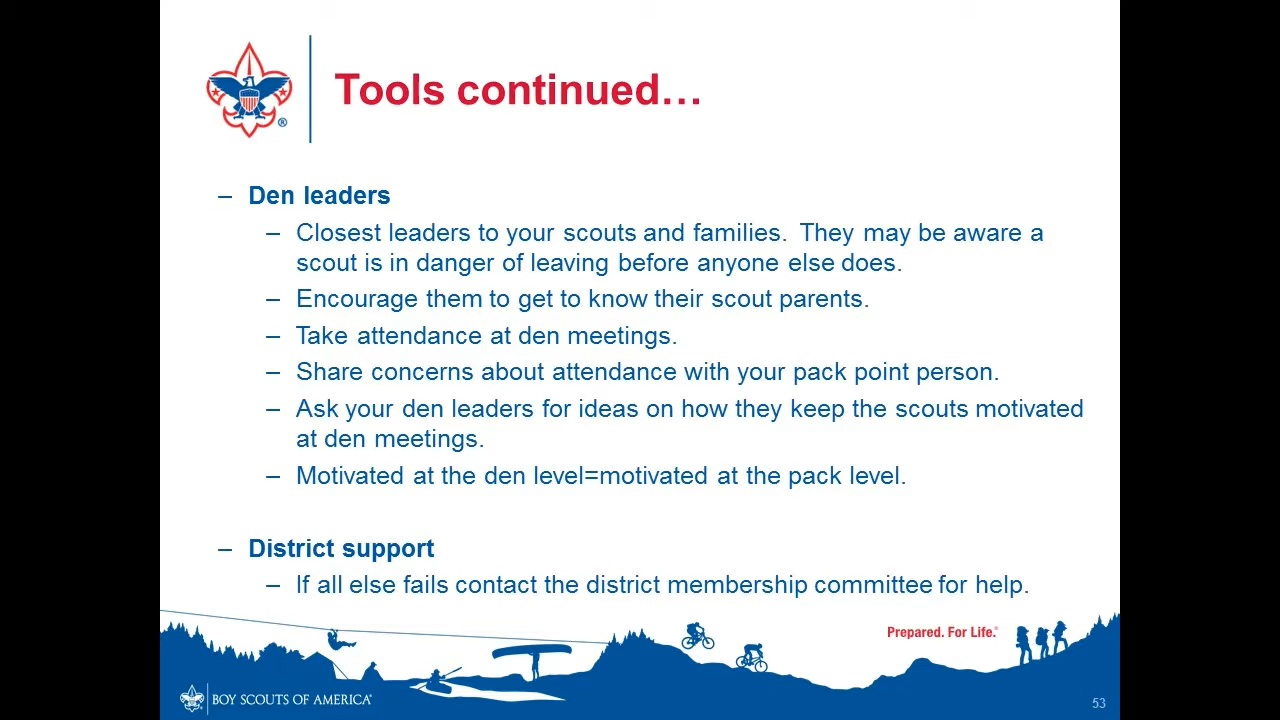 Tools continued…
– Den leaders
– Closest leaders to your scouts and families.  They may be aware a
scout is in danger of leaving before anyone else does.
– Encourage them to get to know their scout parents.
– Take attendance at den meetings.
– Share concerns about attendance with your pack point person.
– Ask your den leaders for ideas on how they keep the scouts motivated
at den meetings.
– Motivated at the den level=motivated at the pack level.
– District support
– If all else fails contact the district membership committee for help.
Prepared. For Life.®
BOY SCOUTS OF AMERICA®
53